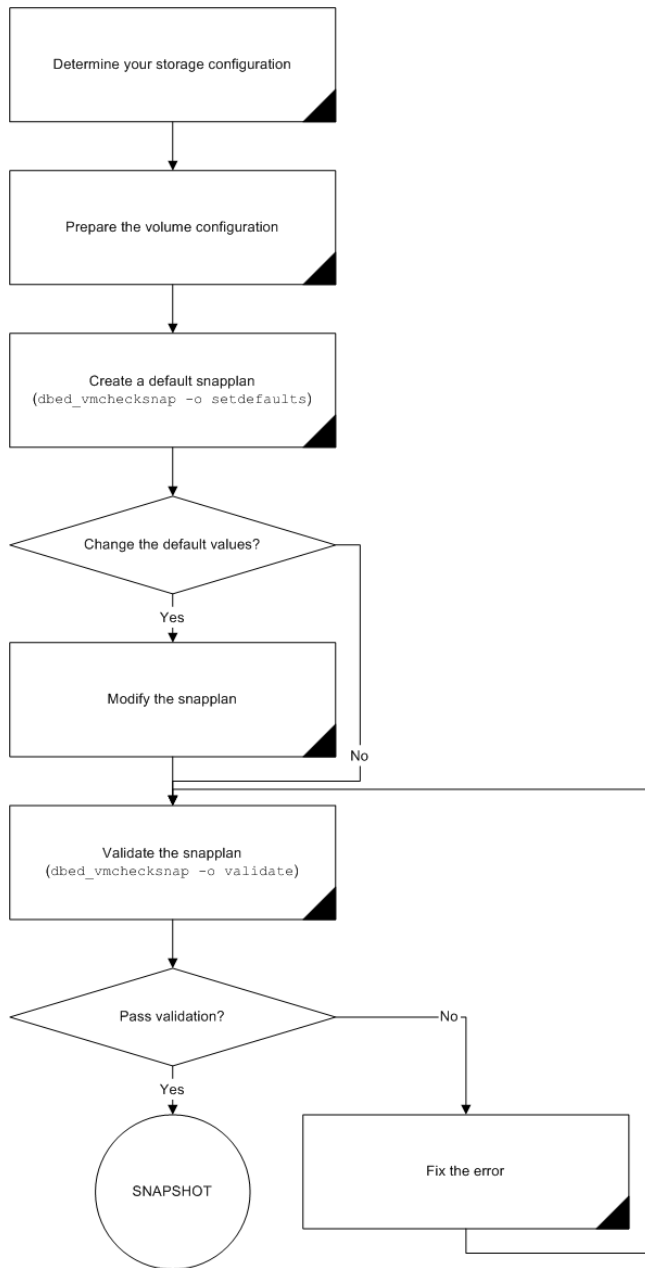 Determine your storage configuration
Prepare the volume configuration
Create a default snapplan
(dbed_vmchecksnap -o setdefaults)
Change the default values?
Yes
Modify the snapplan
No
Validate the snapplan
(dbed_vmchecksnap -o validate)
Pass validation?
No
Yes
SNAPSHOT
Fix the error